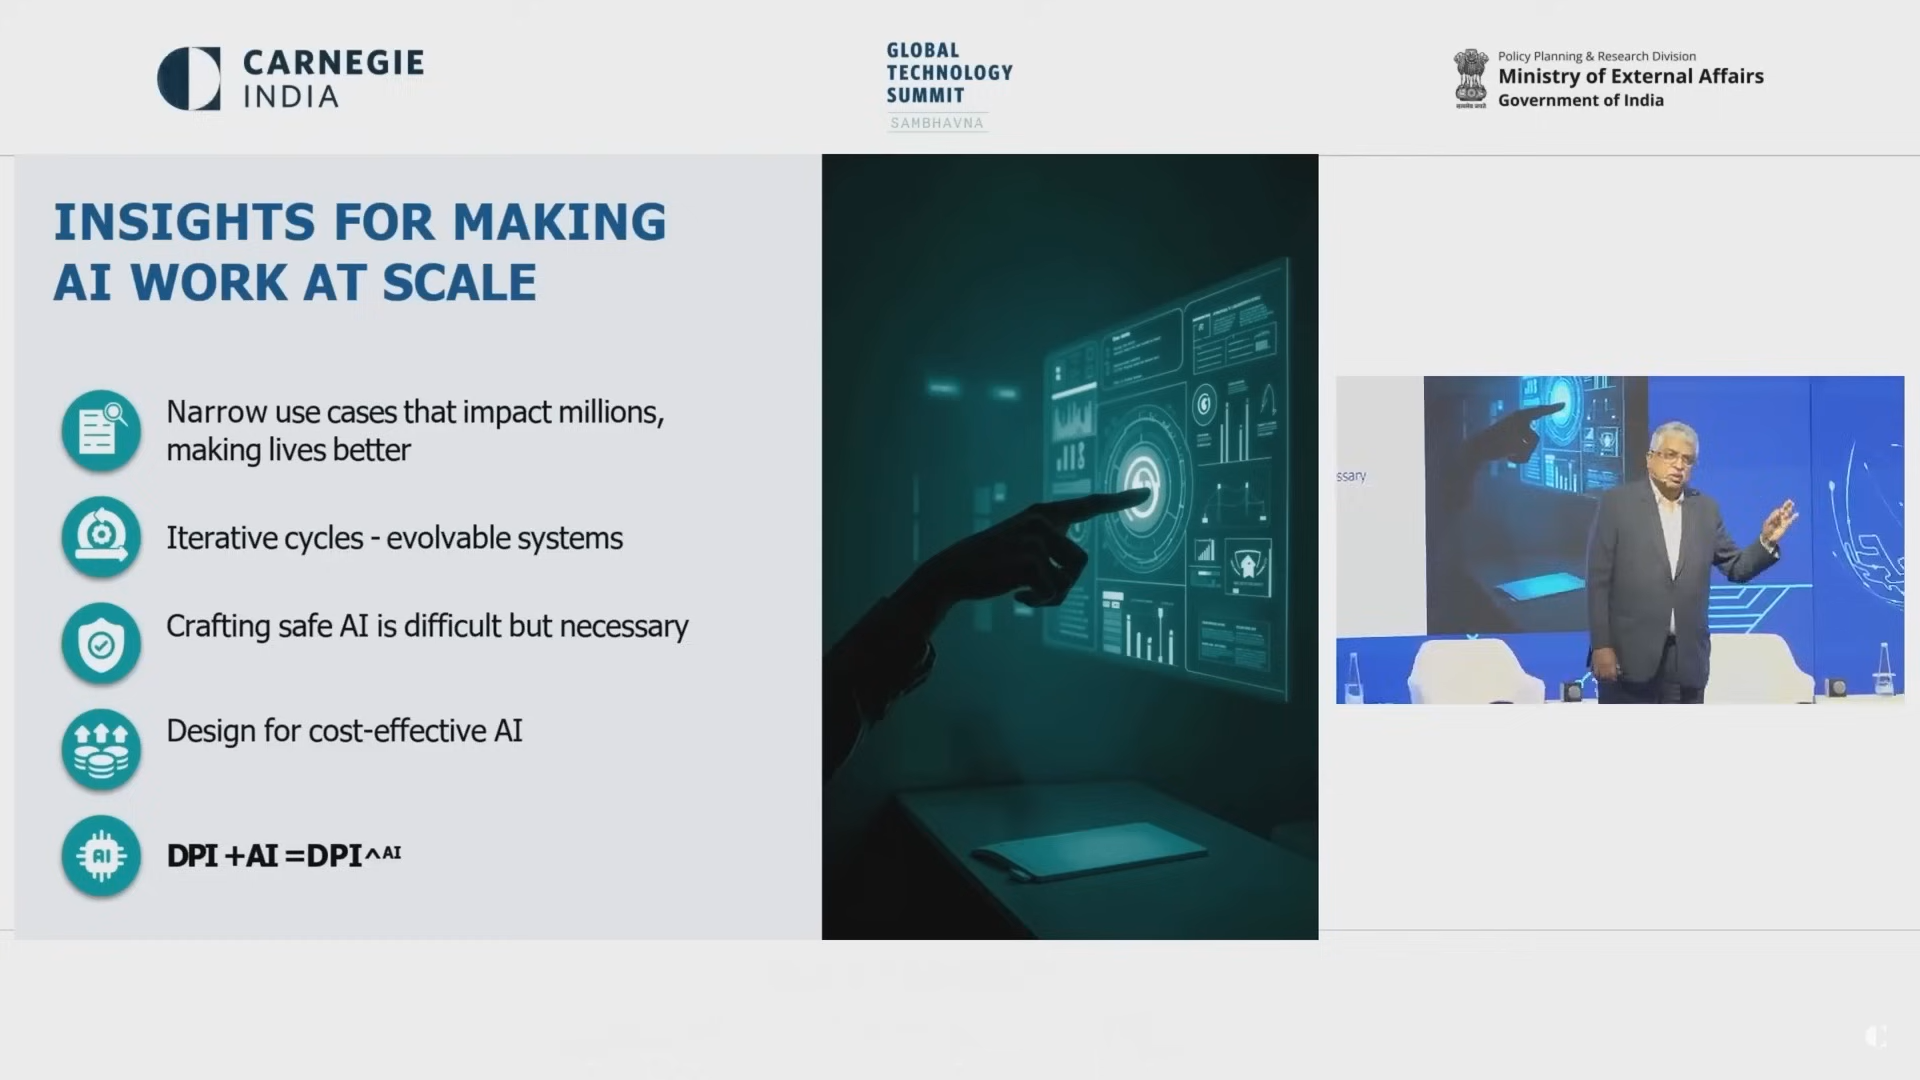 CARNEGIE
INDIA
GLOBAL
TECHNOLOGY
SUMMIT
SAMBHAVNA
Policy Planning & Research Division
Ministry of External Affairs
Government of India
INSIGHTS FOR MAKING
AI WORK AT SCALE
Narrow use cases that impact millions,
making lives better
Iterative cycles - evolvable systems
Crafting safe AI is difficult but necessary
Design for cost-effective AI
AI
DPI +AI =DPI^AI
ssary